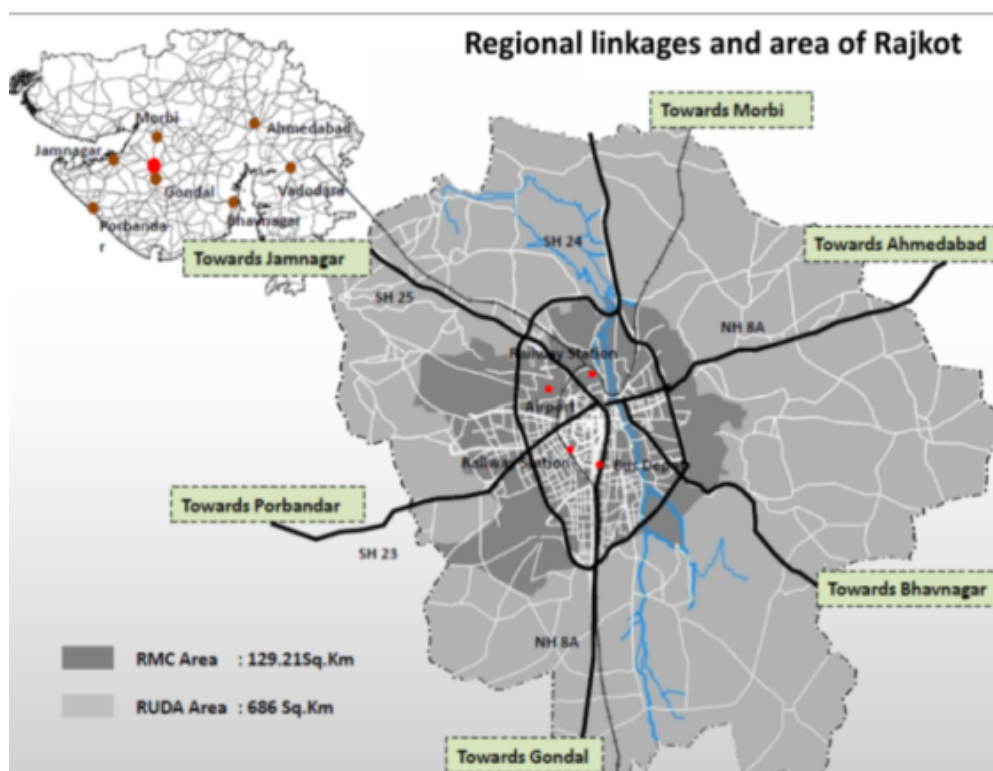 Regional linkages and area of Rajkot
Morbi
Ahmedabad
Jamnagar
Gondal
Vadodara
Bhavnagar
Porbanda
r
Towards Morbi
Towards Jamnagar
Towards Ahmedabad
SH 24
SH 25
NH 8A
Railway Station
Airport
Railway Station
Bus Depot
Towards Porbandar
SH 23
Towards Bhavnagar
NH 8A
RMC Area : 129.21Sq.Km
RUDA Area : 686 Sq.Km
Towards Gondal